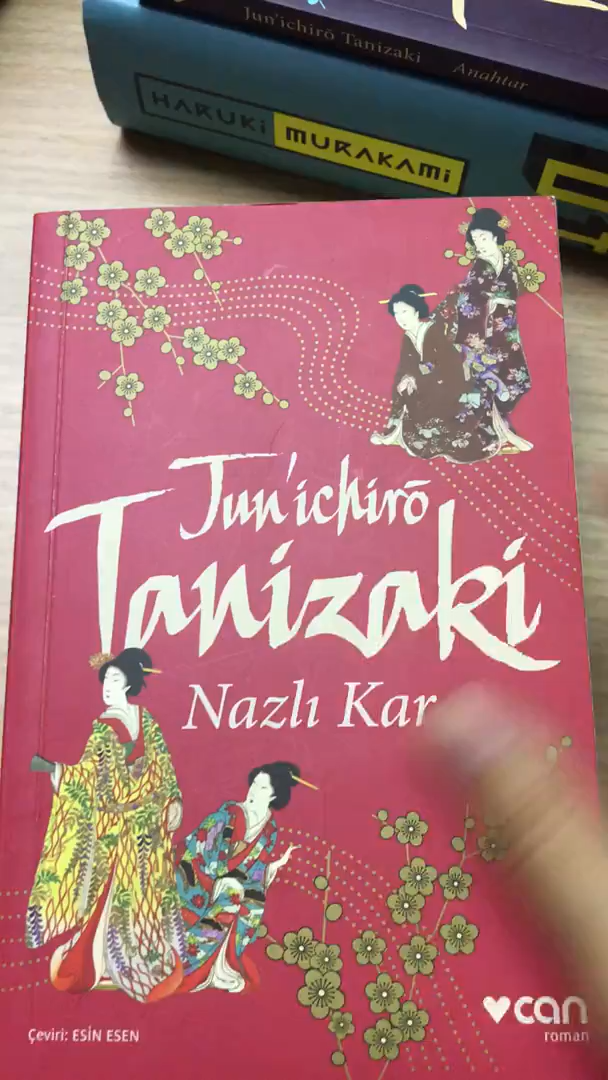 Jun'ichirō Tanizaki Anahtar
HARUKi MURAKAMi
Jun'ichirō
Tanizaki
Nazlı Kar
can
roman
Çeviri: ESİN ESEN